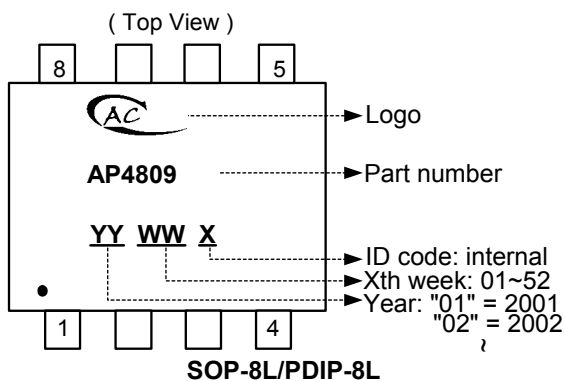 ( Top View )
8 5
AC
Logo
AP4809
Part number
YY WW X
ID code: internal
Xth week: 01~52
Year: "01" = 2001
"02" = 2002
~
1 4
SOP-8L/PDIP-8L